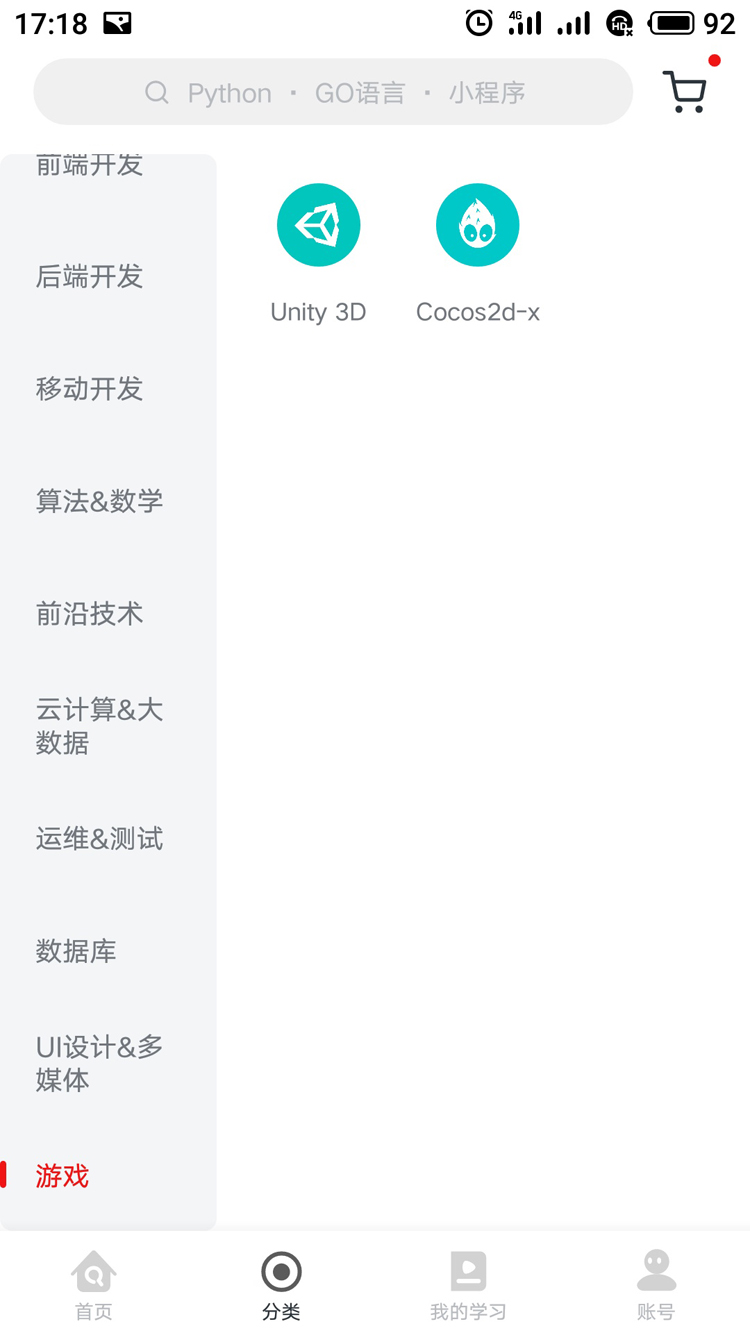 17:18
4G
HD
92
Python · GO语言 · 小程序
前端开发
后端开发
移动开发
算法&数学
前沿技术
云计算&大
数据
运维&测试
数据库
UI设计&多
媒体
游戏
Unity 3D
Cocos2d-x
首页
分类
我的学习
账号